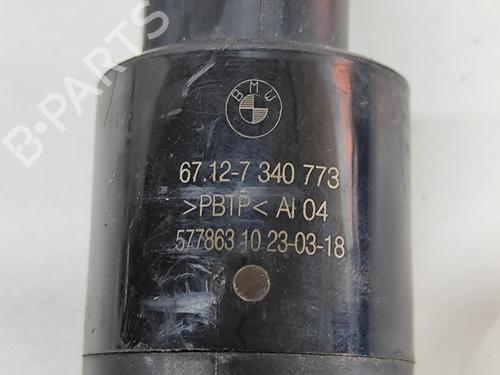 B-PARTS
BMW
67.12-7 340 773
>PBTP< AI 04
577863 10 23-03-18